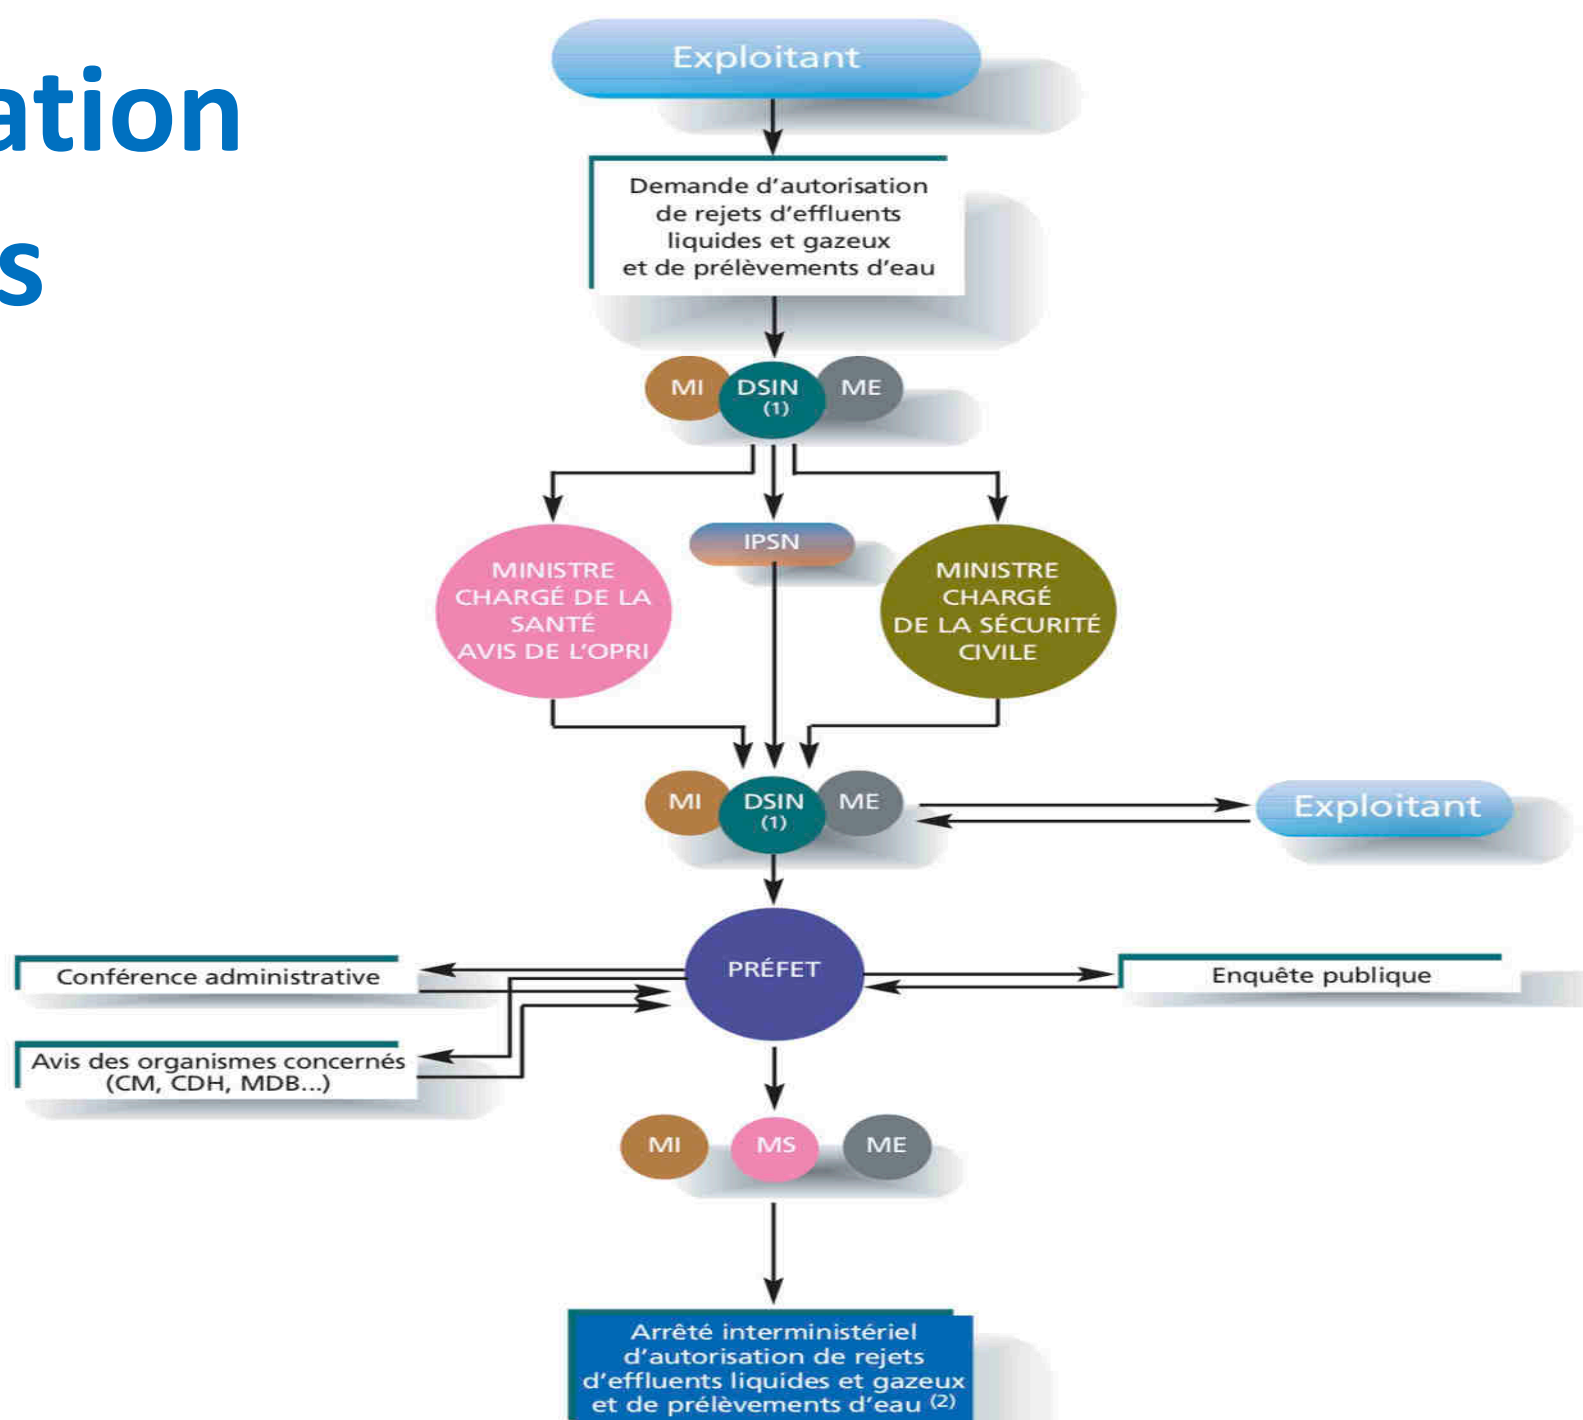 ation
s
Exploitant
Demande d'autorisation
de rejets d'effluents
liquides et gazeux
et de prélèvements d'eau
MI
DSIN
(1)
ME
MINISTRE
CHARGÉ DE LA
SANTÉ
AVIS DE L'OPRI
IPSN
MINISTRE
CHARGÉ
DE LA SÉCURITÉ
CIVILE
MI
DSIN
(1)
ME
Exploitant
PRÉFET
Conférence administrative
Enquête publique
Avis des organismes concernés
(CM, CDH, MDB...)
MI
MS
ME
Arrêté interministériel
d'autorisation de rejets
d'effluents liquides et gazeux
et de prélèvements d'eau (2)